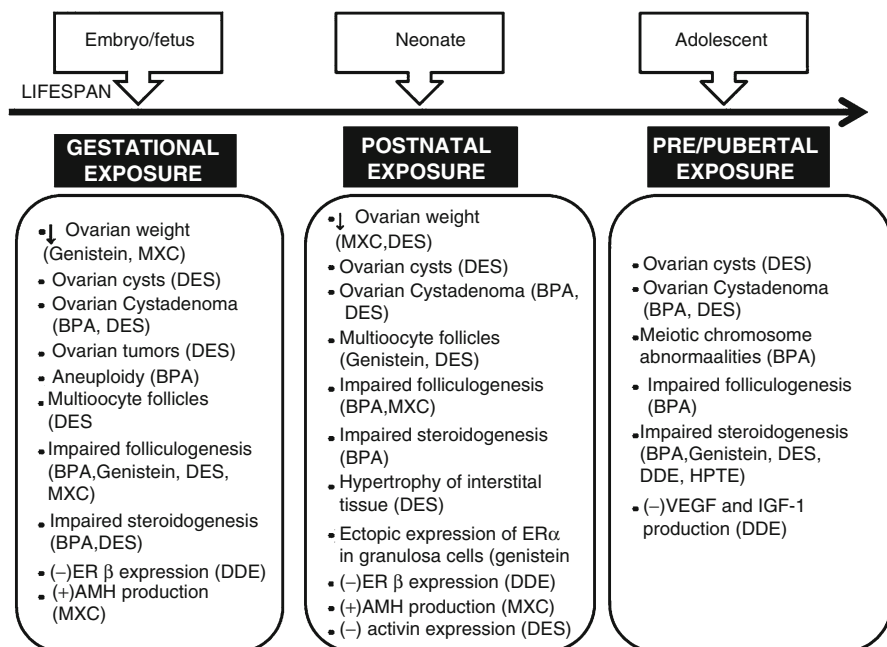 Embryo/fetus
Neonate
Adolescent
LIFESPAN
GESTATIONAL
EXPOSURE
• ↓ Ovarian weight
(Genistein, MXC)
• Ovarian cysts (DES)
• Ovarian Cystadenoma
(BPA, DES)
• Ovarian tumors (DES)
• Aneuploidy (BPA)
• Multioocyte follicles
(DES
• Impaired folliculogenesis
(BPA,Genistein, DES,
MXC)
• Impaired steroidogenesis
(BPA,DES)
• (−)ER β expression (DDE)
• (+)AMH production
(MXC)
POSTNATAL
EXPOSURE
• ↓ Ovarian weight
(MXC,DES)
• Ovarian cysts (DES)
• Ovarian Cystadenoma (BPA,
DES)
• Multioocyte follicles
(Genistein, DES)
• Impaired folliculogenesis
(BPA,MXC)
• Impaired steroidogenesis
(BPA)
• Hypertrophy of interstital
tissue (DES)
• Ectopic expression of ERα
in granulosa cells (genistein
• (−)ER β expression (DDE)
• (+)AMH production (MXC)
• (−) activin expression (DES)
PRE/PUBERTAL
EXPOSURE
• Ovarian cysts (DES)
• Ovarian Cystadenoma
(BPA, DES)
• Meiotic chromosome
abnormaalities (BPA)
• Impaired folliculogenesis
(BPA)
• Impaired steroidogenesis
(BPA,Genistein, DES,
DDE, HPTE)
• (−)VEGF and IGF-1
production (DDE)